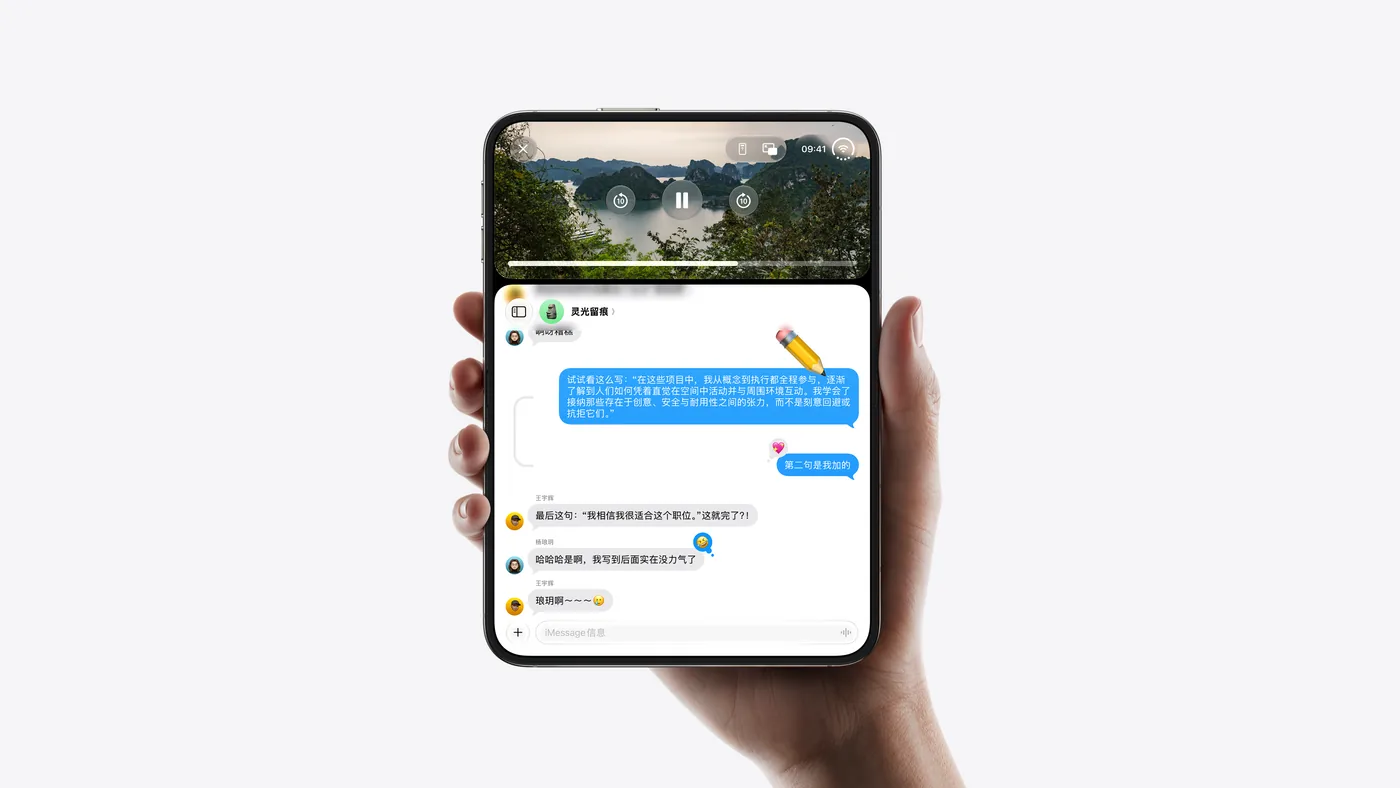 09:41
10
10
灵光留痕
试试看这么写:“在这些项目中,我从概念到执行都全程参与,逐渐
了解到人们如何凭着直觉在空间中活动并与周围环境互动。我学会了
接纳那些存在于创意、安全与耐用性之间的张力,而不是刻意回避或
抗拒它们。”
第二句是我加的
王宇辉
最后这句:“我相信我很适合这个职位。”这就完了?!
杨琅玥
哈哈哈是啊,我写到后面实在没力气了
王宇辉
琅玥啊~~~
iMessage信息